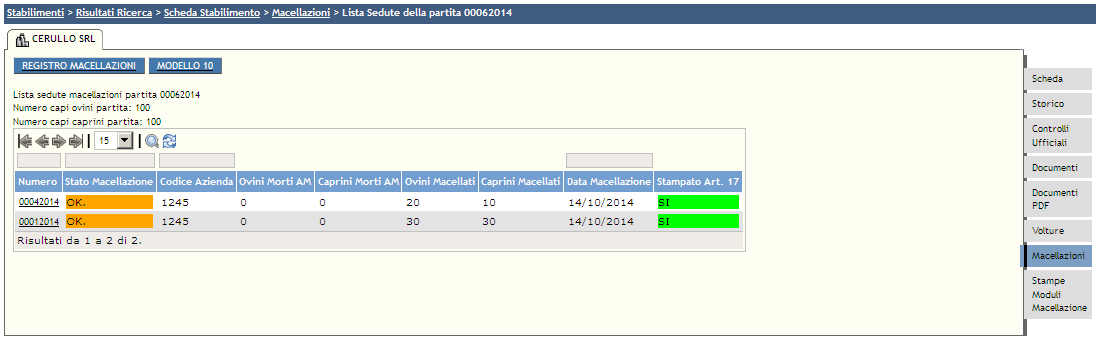 Stabilimenti > Risultati Ricerca > Scheda Stabilimento > Macellazioni > Lista Sedute della partita 00062014
CERULLO SRL
REGISTRO MACELLAZIONI MODELLO 10
Lista sedute macellazioni partita 00062014
Numero capi ovini partita: 100
Numero capi caprini partita: 100
15
Numero Stato Macellazione Codice Azienda Ovini Morti AM Caprini Morti AM Ovini Macellati Caprini Macellati Data Macellazione Stampato Art. 17
00042014 OK. 1245 0 0 20 10 14/10/2014 SI
00012014 OK. 1245 0 0 30 30 14/10/2014 SI
Risultati da 1 a 2 di 2.
Scheda
Storico
Controlli
Ufficiali
Documenti
Documenti
PDF
Volture
Macellazioni
Stampe
Moduli
Macellazione